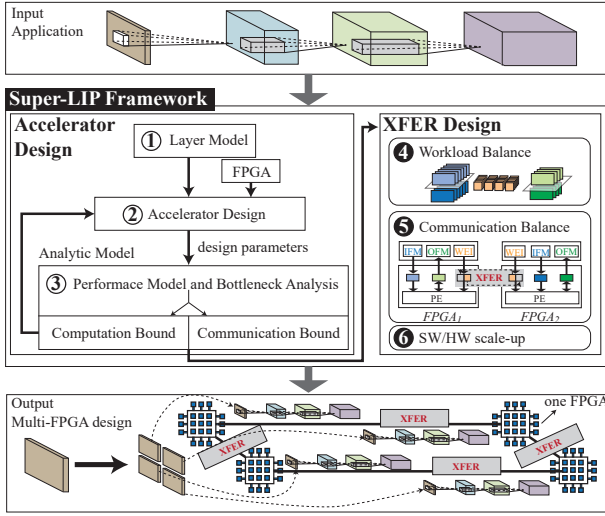 Input
Application
Super-LIP Framework
Accelerator
Design
① Layer Model
FPGA
② Accelerator Design
design parameters
Analytic Model
③ Performace Model and Bottleneck Analysis
Computation Bound
Communication Bound
XFER Design
❹ Workload Balance
❺ Communication Balance
IFM OFM WEI
WEI IFM OFM
XFER
PE
PE
FPGA1
FPGA2
❻ SW/HW scale-up
Output
Multi-FPGA design
XFER
one FPGA
XFER
XFER
XFER